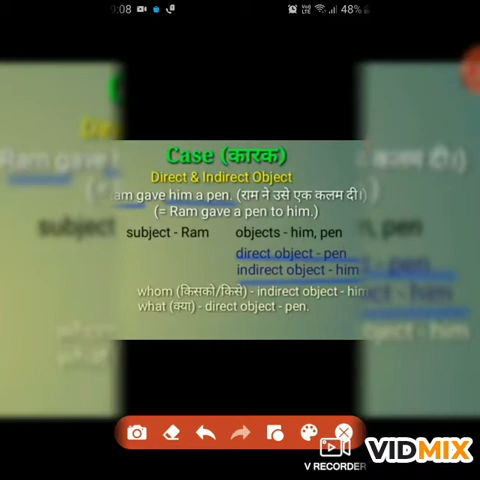 9:08
48%
Case (कारक)
Direct & Indirect Object
Ram gave him a pen. (राम ने उसे एक कलम दी।)
(= Ram gave a pen to him.)
subject - Ram objects - him, pen
direct object - pen
indirect object - him
whom (किसको/किसे) - indirect object - him
what (क्या) - direct object - pen.
V RECORDER
VIDMIX